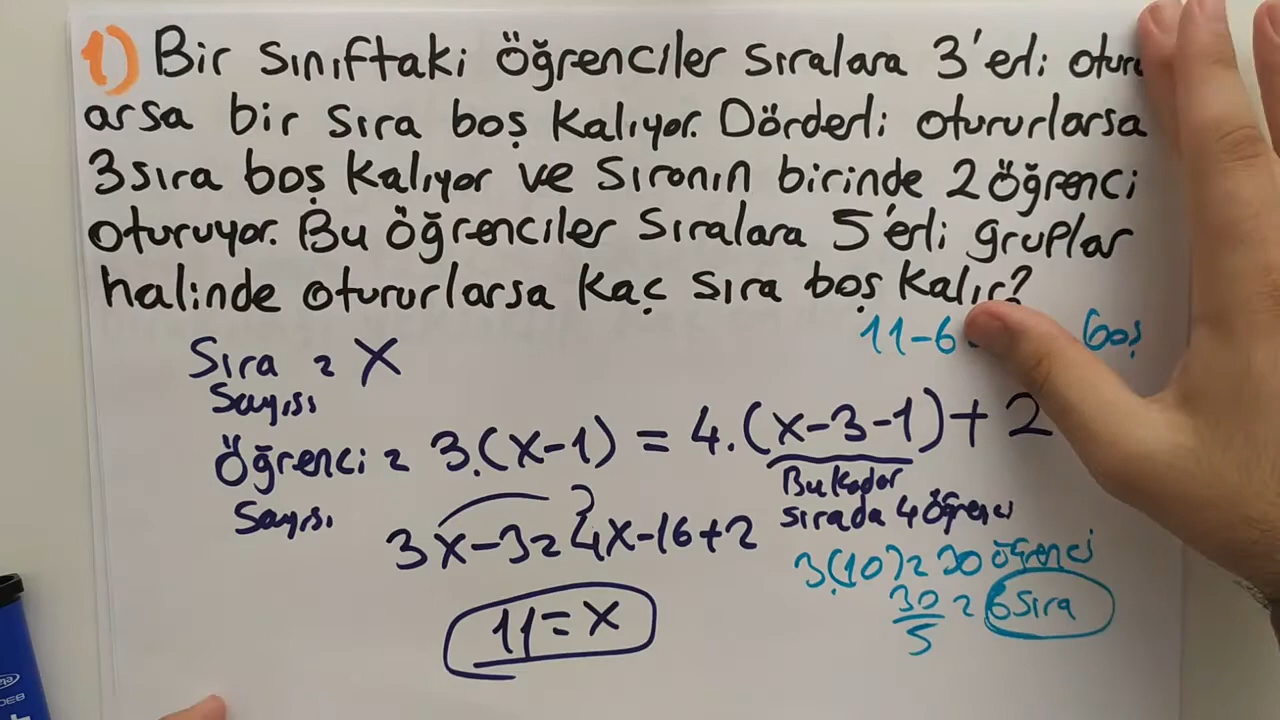 1) Bir sınıftaki öğrenciler sıralara 3'erli otur
arsa bir sıra boş kalıyor. Dörderli otururlarsa
3 sıra boş kalıyor ve sıranın birinde 2 öğrenci
oturuyor. Bu öğrenciler sıralara 5'erli gruplar
halinde otururlarsa kaç sıra boş kalır?
11-6 boş
Sıra = X
Sayısı
Öğrenci = 3.(x-1) = 4.(x-3-1)+2
Sayısı
Bu kadar
sırada 4 öğrenci
3x-3=4x-16+2
3.(10)=30 öğrenci
30/5 = 6 sıra
11=x